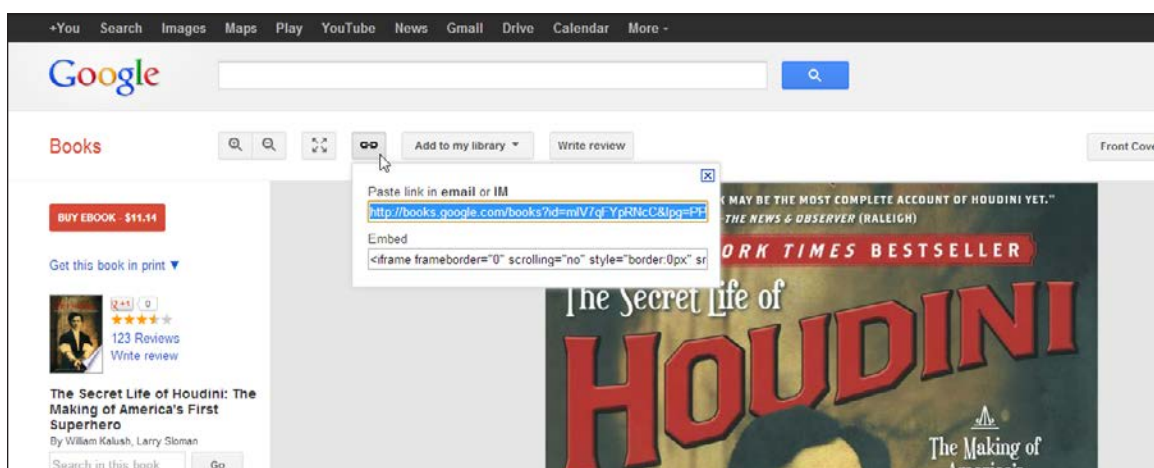 +You Search Images Maps Play YouTube News Gmail Drive Calendar More
Google
Books
Add to my library
Write review
Front Cove
Paste link in email or IM
http://books.google.com/books?id=mlV7qFYpRNcC&lpg=PP
Embed
<iframe frameborder="0" scrolling="no" style="border:0px" sr
BUY EBOOK - $11.14
Get this book in print ▼
+1 0
123 Reviews
Write review
The Secret Life of Houdini: The
Making of America's First
Superhero
By William Kalush, Larry Sloman
Search in this book Go
MAY BE THE MOST COMPLETE ACCOUNT OF HOUDINI YET."
THE NEWS & OBSERVER (RALEIGH)
ORK TIMES BESTSELLER
The Secret Life of
HOUDINI
The Making of